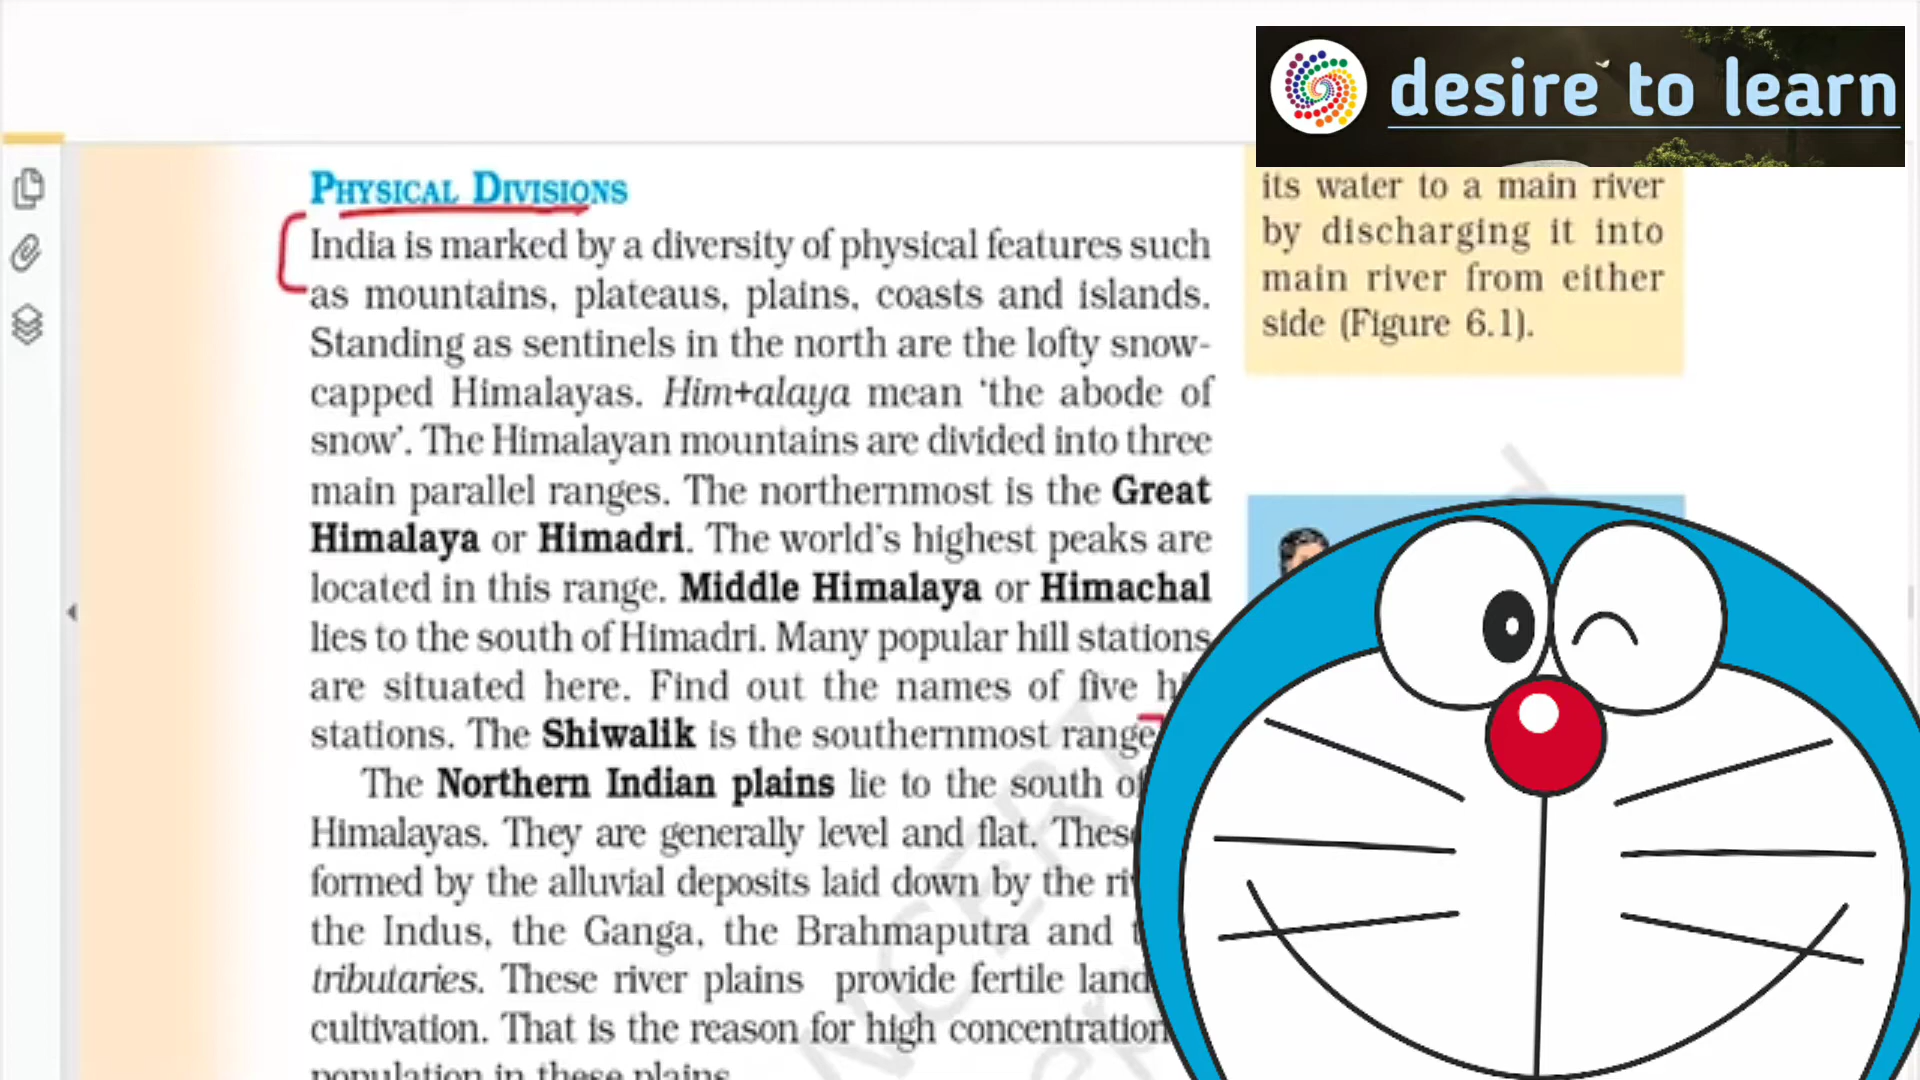 desire to learn
PHYSICAL DIVISIONS
India is marked by a diversity of physical features such
as mountains, plateaus, plains, coasts and islands.
Standing as sentinels in the north are the lofty snow-
capped Himalayas. Him+alaya mean ‘the abode of
snow’. The Himalayan mountains are divided into three
main parallel ranges. The northernmost is the Great
Himalaya or Himadri. The world’s highest peaks are
located in this range. Middle Himalaya or Himachal
lies to the south of Himadri. Many popular hill stations
are situated here. Find out the names of five
stations. The Shiwalik is the southernmost range
The Northern Indian plains lie to the south of
Himalayas. They are generally level and flat. These
formed by the alluvial deposits laid down by the
the Indus, the Ganga, the Brahmaputra and
tributaries. These river plains provide fertile land
cultivation. That is the reason for high concentration
population in these plains.
its water to a main river
by discharging it into
main river from either
side (Figure 6.1).